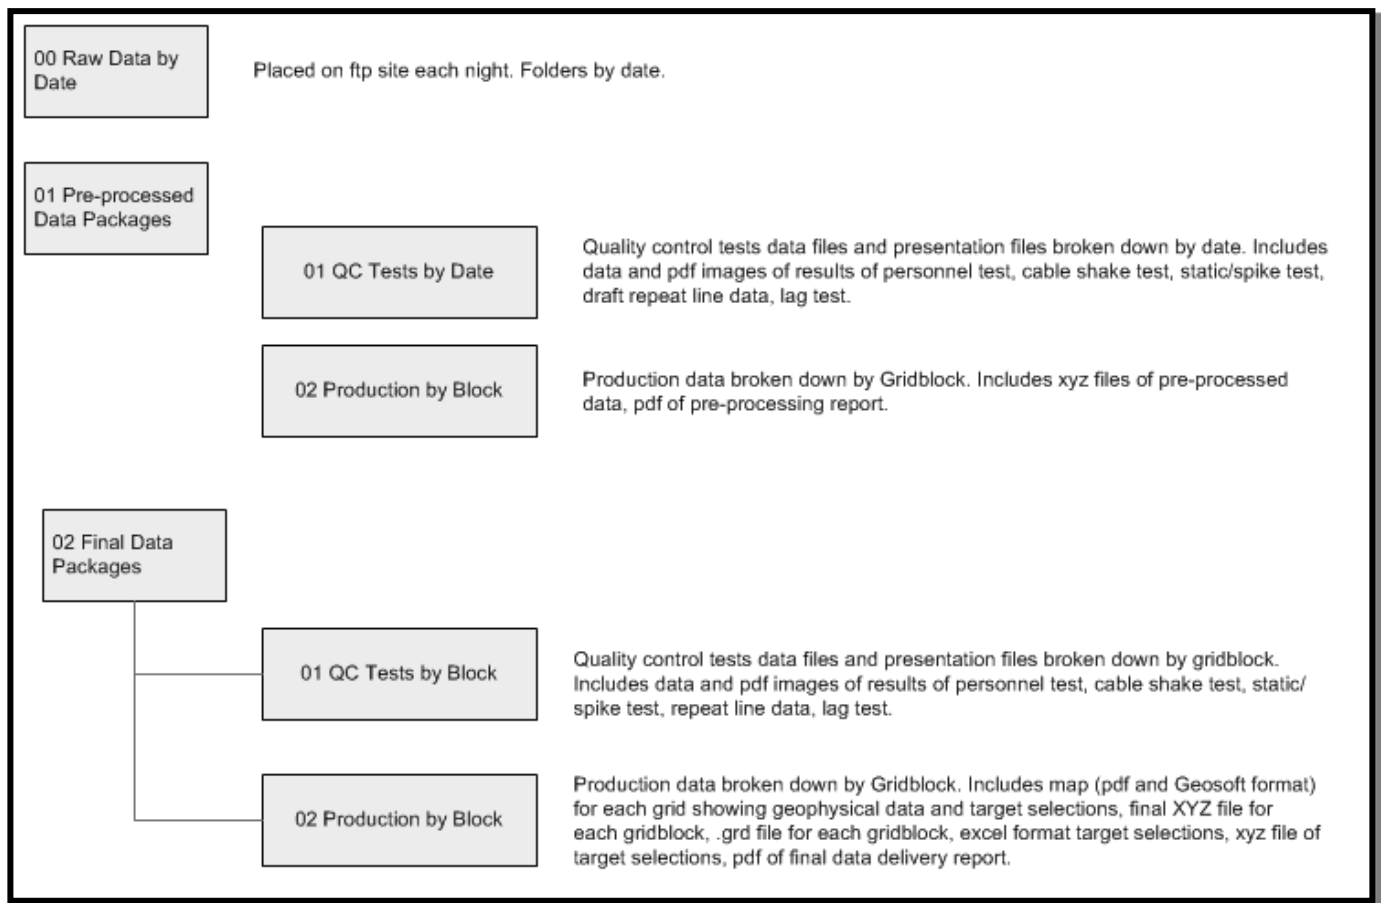 00 Raw Data by
Date
Placed on ftp site each night. Folders by date.
01 Pre-processed
Data Packages
01 QC Tests by Date
Quality control tests data files and presentation files broken down by date. Includes
data and pdf images of results of personnel test, cable shake test, static/spike test,
draft repeat line data, lag test.
02 Production by Block
Production data broken down by Gridblock. Includes xyz files of pre-processed
data, pdf of pre-processing report.
02 Final Data
Packages
01 QC Tests by Block
Quality control tests data files and presentation files broken down by gridblock.
Includes data and pdf images of results of personnel test, cable shake test, static/
spike test, repeat line data, lag test.
02 Production by Block
Production data broken down by Gridblock. Includes map (pdf and Geosoft format)
for each grid showing geophysical data and target selections, final XYZ file for
each gridblock, .grd file for each gridblock, excel format target selections, xyz file of
target selections, pdf of final data delivery report.